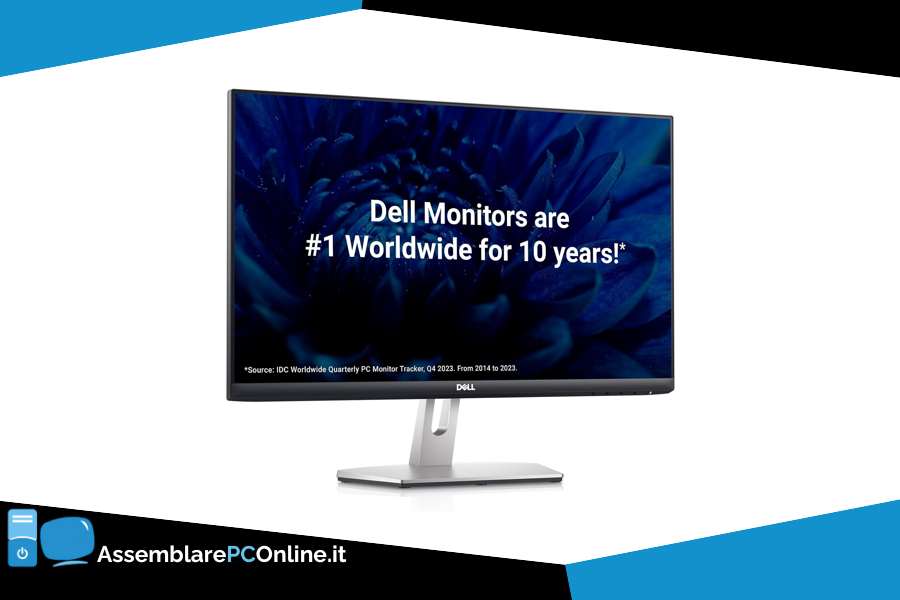 Dell Monitors are
#1 Worldwide for 10 years!*
*Source: IDC Worldwide Quarterly PC Monitor Tracker, Q4 2023. From 2014 to 2023.
DELL
AssemblarePCOnline.it